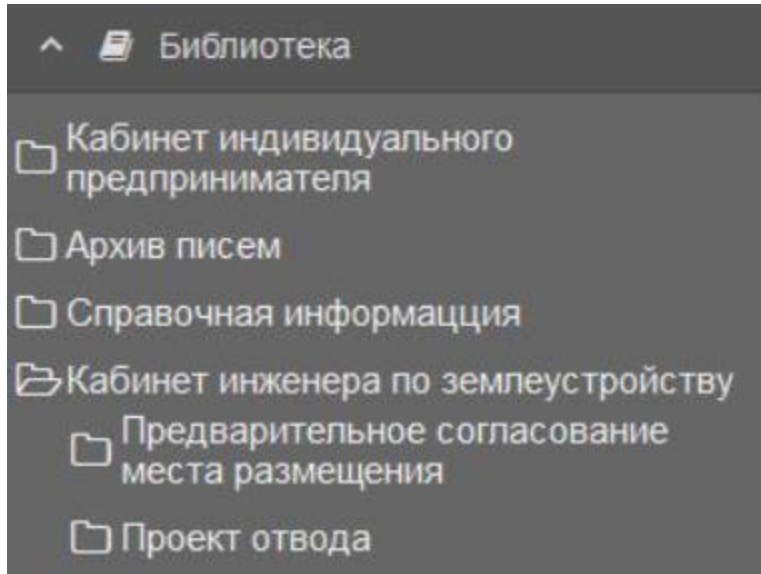 Библиотека
Кабинет индивидуального
предпринимателя
Архив писем
Справочная информацция
Кабинет инженера по землеустройству
Предварительное согласование
места размещения
Проект отвода